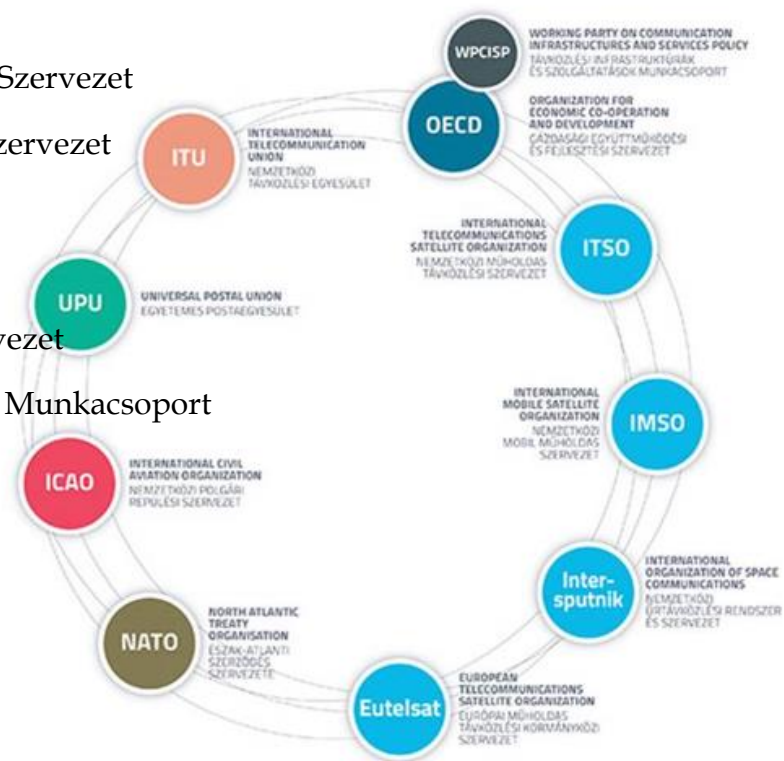 Szervezet
zervezet
vezet
Munkacsoport
WPCISP
WORKING PARTY ON COMMUNICATION
INFRASTRUCTURES AND SERVICES POLICY
TÁVKÖZLÉSI INFRASTRUKTÚRÁK
ÉS SZOLGÁLTATÁSOK MUNKACSOPORT
OECD
ORGANIZATION FOR
ECONOMIC CO-OPERATION
AND DEVELOPMENT
GAZDASÁGI EGYÜTTMŰKÖDÉSI
ÉS FEJLESZTÉSI SZERVEZET
ITU
INTERNATIONAL
TELECOMMUNICATION
UNION
NEMZETKÖZI
TÁVKÖZLÉSI EGYESÜLET
ITSO
INTERNATIONAL
TELECOMMUNICATIONS
SATELLITE ORGANIZATION
NEMZETKÖZI MŰHOLDAS
TÁVKÖZLÉSI SZERVEZET
UPU
UNIVERSAL POSTAL UNION
EGYETEMES POSTAEGYESÜLET
IMSO
INTERNATIONAL
MOBILE SATELLITE
ORGANIZATION
NEMZETKÖZI
MOBIL MŰHOLDAS
SZERVEZET
ICAO
INTERNATIONAL CIVIL
AVIATION ORGANIZATION
NEMZETKÖZI POLGÁRI
REPÜLÉSI SZERVEZET
Inter-
sputnik
INTERNATIONAL
ORGANIZATION OF SPACE
COMMUNICATIONS
NEMZETKÖZI
ŰRTÁVKÖZLÉSI RENDSZER
ÉS SZERVEZET
NATO
NORTH ATLANTIC
TREATY
ORGANISATION
ÉSZAK-ATLANTI
SZERZŐDÉS
SZERVEZETE
Eutelsat
EUROPEAN
TELECOMMUNICATIONS
SATELLITE ORGANIZATION
EURÓPAI MŰHOLDAS
TÁVKÖZLÉSI KORMÁNYKÖZI
SZERVEZET